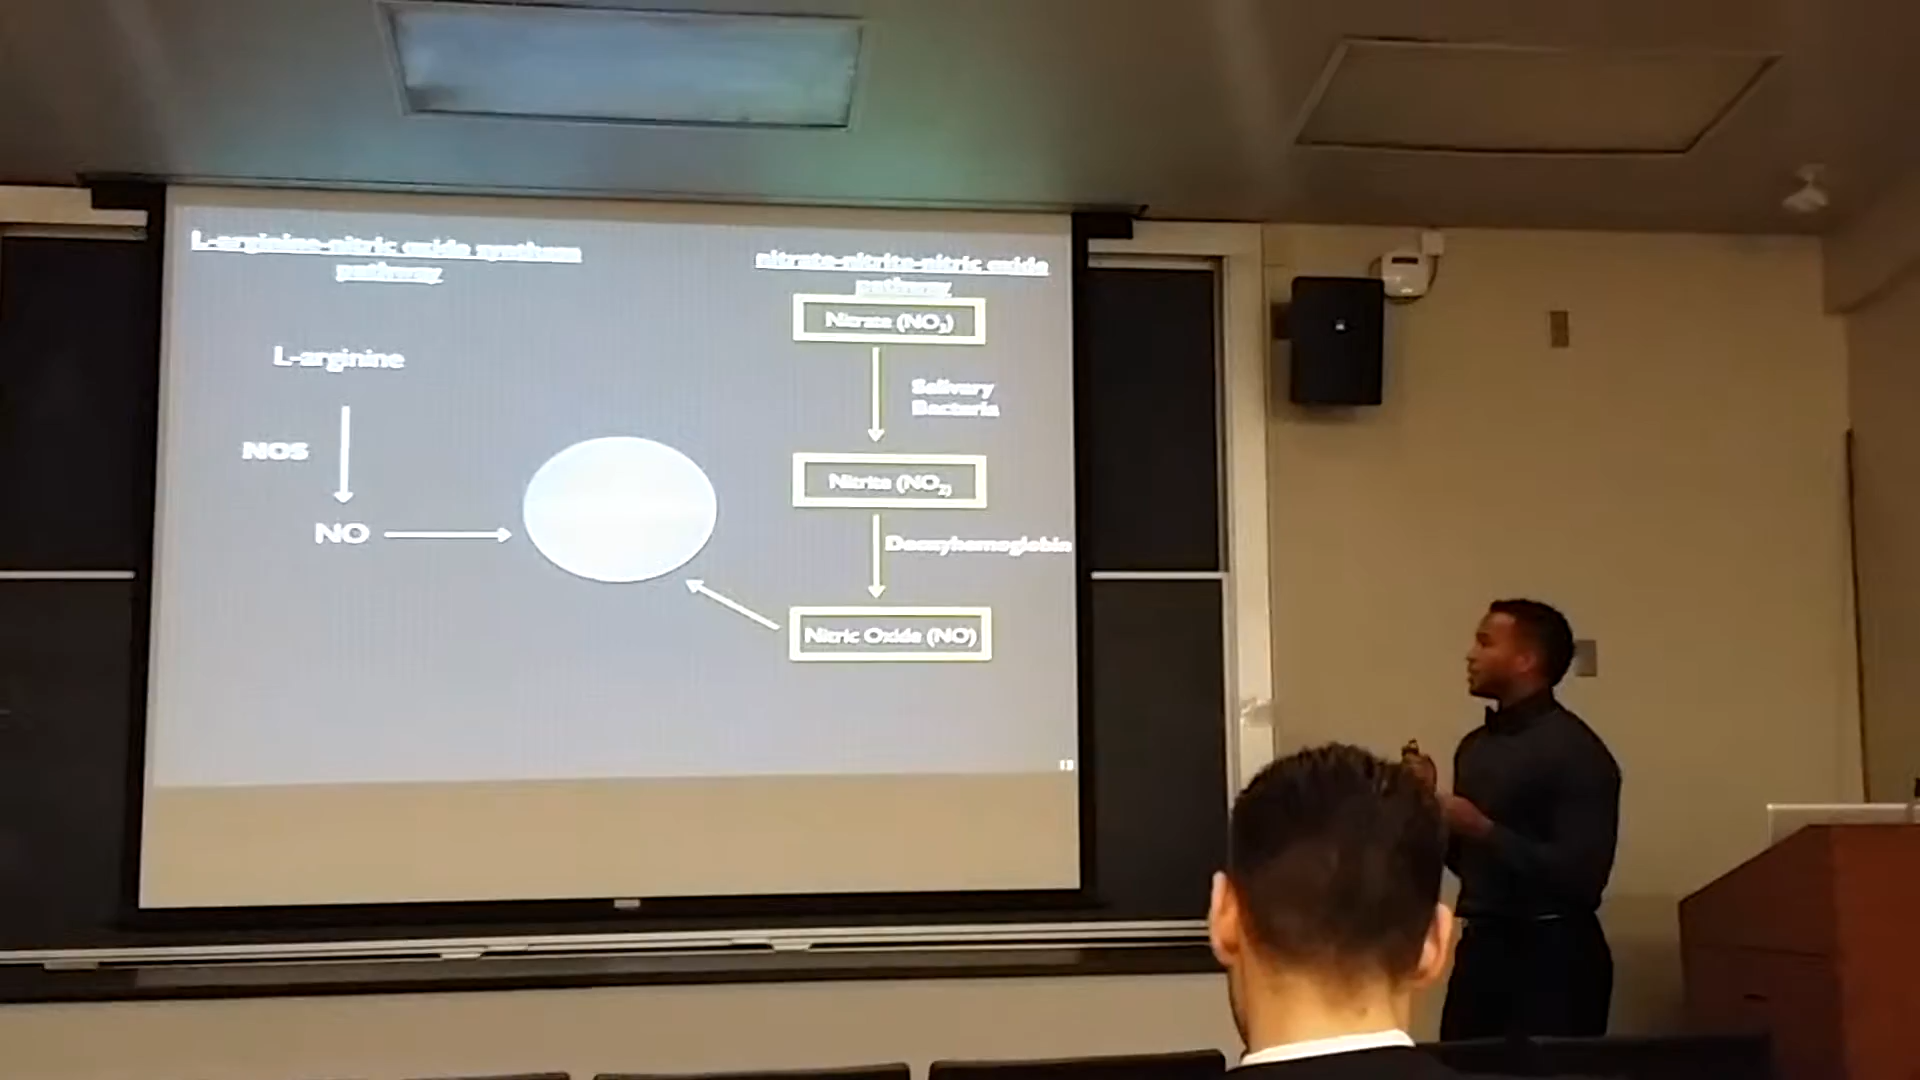 L-arginine-nitric oxide synthase
pathway
nitrate-nitrite-nitric oxide
pathway
Nitrate (NO3)
L-arginine
Salivary
Bacteria
NOS
Nitrite (NO2)
NO
Deoxyhemoglobin
Nitric Oxide (NO)
13